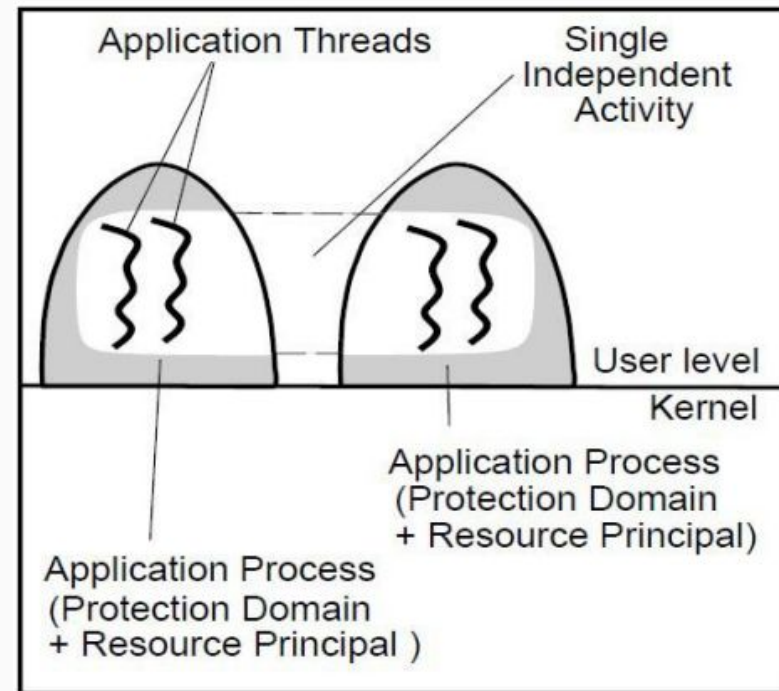 Application Threads
Single
Independent
Activity
User level
Kernel
Application Process
(Protection Domain
+ Resource Principal)
Application Process
(Protection Domain
+ Resource Principal )